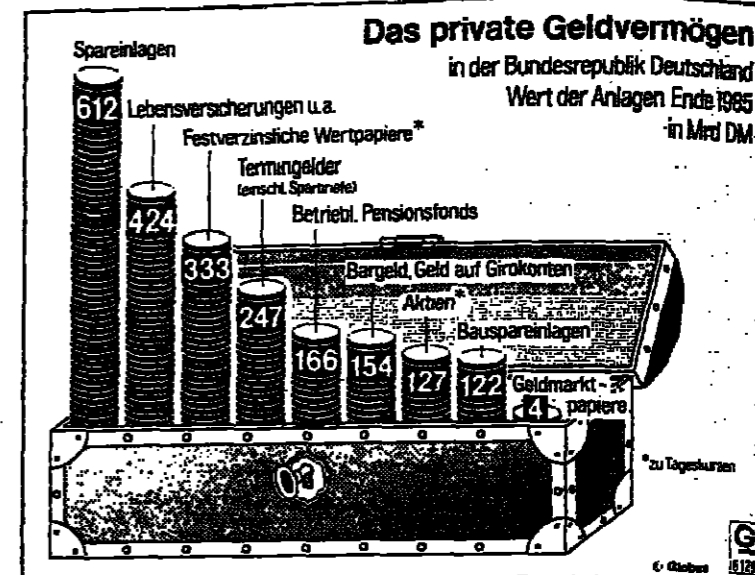 Das private Geldvermögen
in der Bundesrepublik Deutschland
Wert der Anlagen Ende 1985
in Mrd DM
Spareinlagen
612
Lebensversicherungen u.a.
424
Festverzinsliche Wertpapiere*
333
Termingelder
(einschl. Sparbriefe)
247
Betriebl. Pensionsfonds
166
Bargeld, Geld auf Girokonten
154
Aktien*
127
Bauspareinlagen
122
Geldmarkt-
papiere
4
*zu Tageskursen
© Globus
G